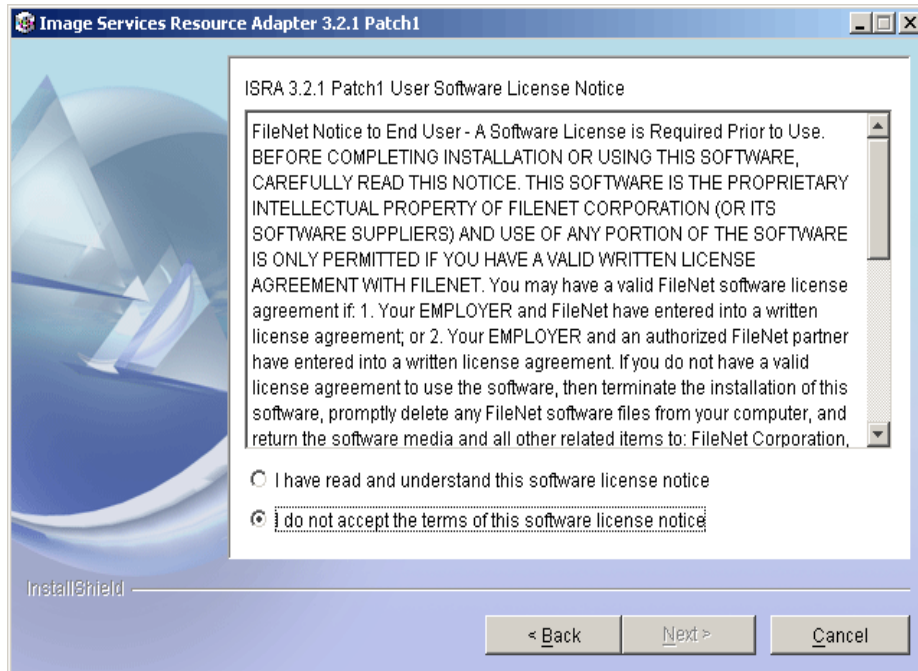 Image Services Resource Adapter 3.2.1 Patch1
ISRA 3.2.1 Patch1 User Software License Notice
FileNet Notice to End User - A Software License is Required Prior to Use.
BEFORE COMPLETING INSTALLATION OR USING THIS SOFTWARE,
CAREFULLY READ THIS NOTICE. THIS SOFTWARE IS THE PROPRIETARY
INTELLECTUAL PROPERTY OF FILENET CORPORATION (OR ITS
SOFTWARE SUPPLIERS) AND USE OF ANY PORTION OF THE SOFTWARE
IS ONLY PERMITTED IF YOU HAVE A VALID WRITTEN LICENSE
AGREEMENT WITH FILENET. You may have a valid FileNet software license
agreement if: 1. Your EMPLOYER and FileNet have entered into a written
license agreement; or 2. Your EMPLOYER and an authorized FileNet partner
have entered into a written license agreement. If you do not have a valid
license agreement to use the software, then terminate the installation of this
software, promptly delete any FileNet software files from your computer, and
return the software media and all other related items to: FileNet Corporation,
I have read and understand this software license notice
I do not accept the terms of this software license notice
InstallShield
< Back
Next >
Cancel